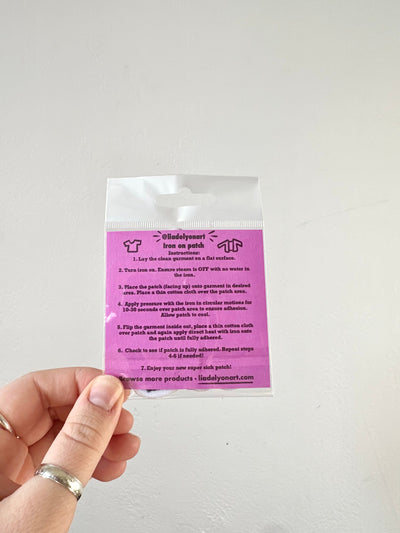 @liadelyonart
Iron on patch
Instructions:
1. Lay the clean garment on a flat surface.
2. Turn iron on. Ensure steam is OFF with no water in
the iron.
3. Place the patch (facing up) onto garment in desired
area. Place a thin cotton cloth over the patch area.
4. Apply pressure with the iron in circular motions for
10-30 seconds over patch area to ensure adhesion.
Allow patch to cool.
5. Flip the garment inside out, place a thin cotton cloth
over patch and again apply direct heat with iron onto
the patch until fully adhered.
6. Check to see if patch is fully adhered. Repeat steps
4-5 if needed!
7. Enjoy your new super sick patch!
Browse more products - liadelyonart.com